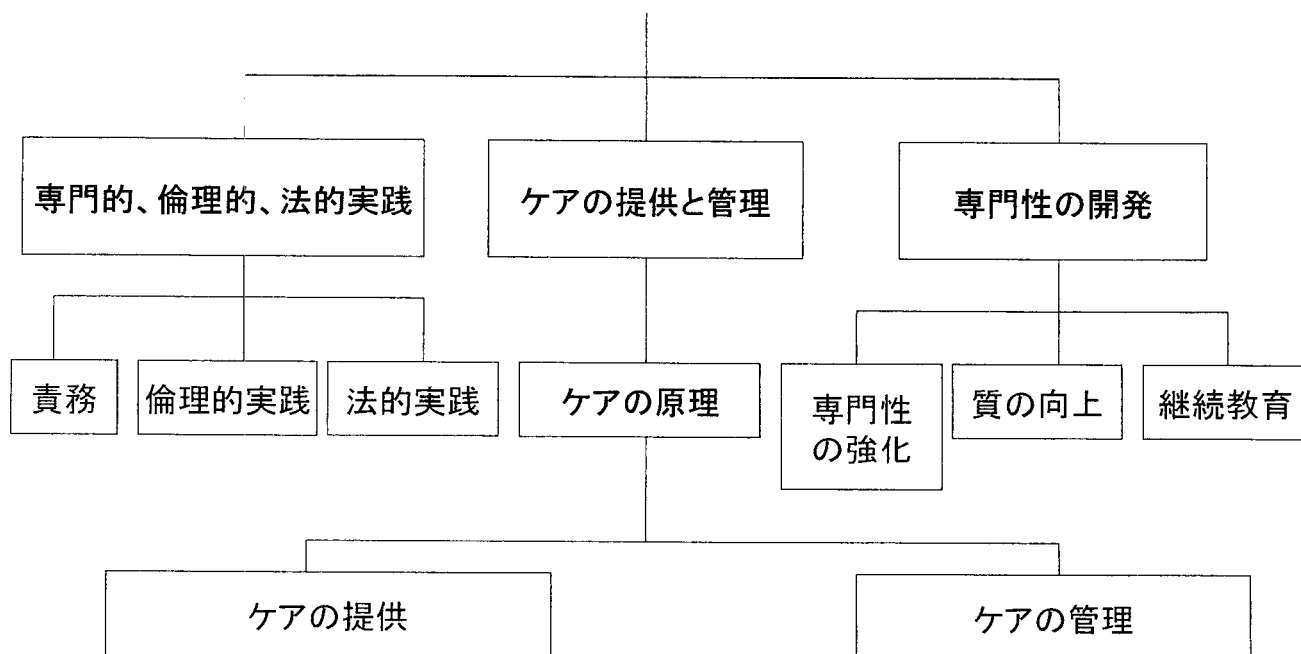 専門的、倫理的、法的実践
ケアの提供と管理
専門性の開発
責務
倫理的実践
法的実践
ケアの原理
専門性
の強化
質の向上
継続教育
ケアの提供
ケアの管理